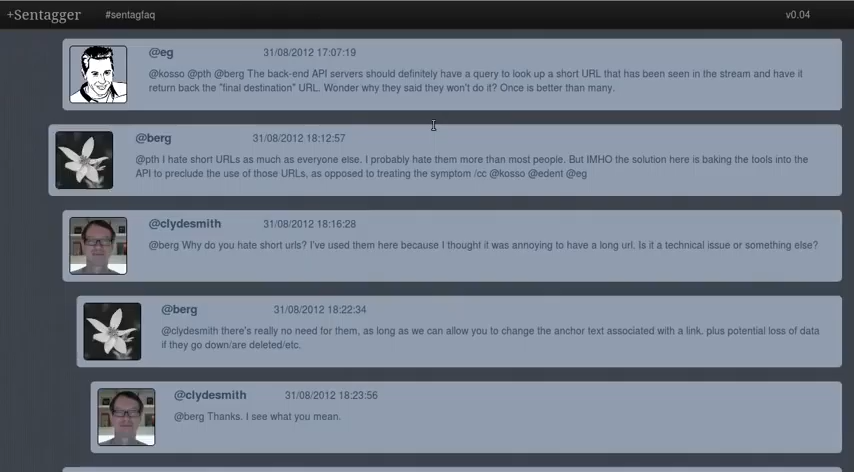 +Sentagger #sentagfaq v0.04
@eg 31/08/2012 17:07:19
@kosso @pth @berg The back-end API servers should definitely have a query to look up a short URL that has been seen in the stream and have it
return back the "final destination" URL. Wonder why they said they won't do it? Once is better than many.
@berg 31/08/2012 18:12:57
@pth I hate short URLs as much as everyone else. I probably hate them more than most people. But IMHO the solution here is baking the tools into the
API to preclude the use of those URLs, as opposed to treating the symptom /cc @kosso @edent @eg
@clydesmith 31/08/2012 18:16:28
@berg Why do you hate short urls? I've used them here because I thought it was annoying to have a long url. Is it a technical issue or something else?
@berg 31/08/2012 18:22:34
@clydesmith there's really no need for them, as long as we can allow you to change the anchor text associated with a link. plus potential loss of data
if they go down/are deleted/etc.
@clydesmith 31/08/2012 18:23:56
@berg Thanks. I see what you mean.